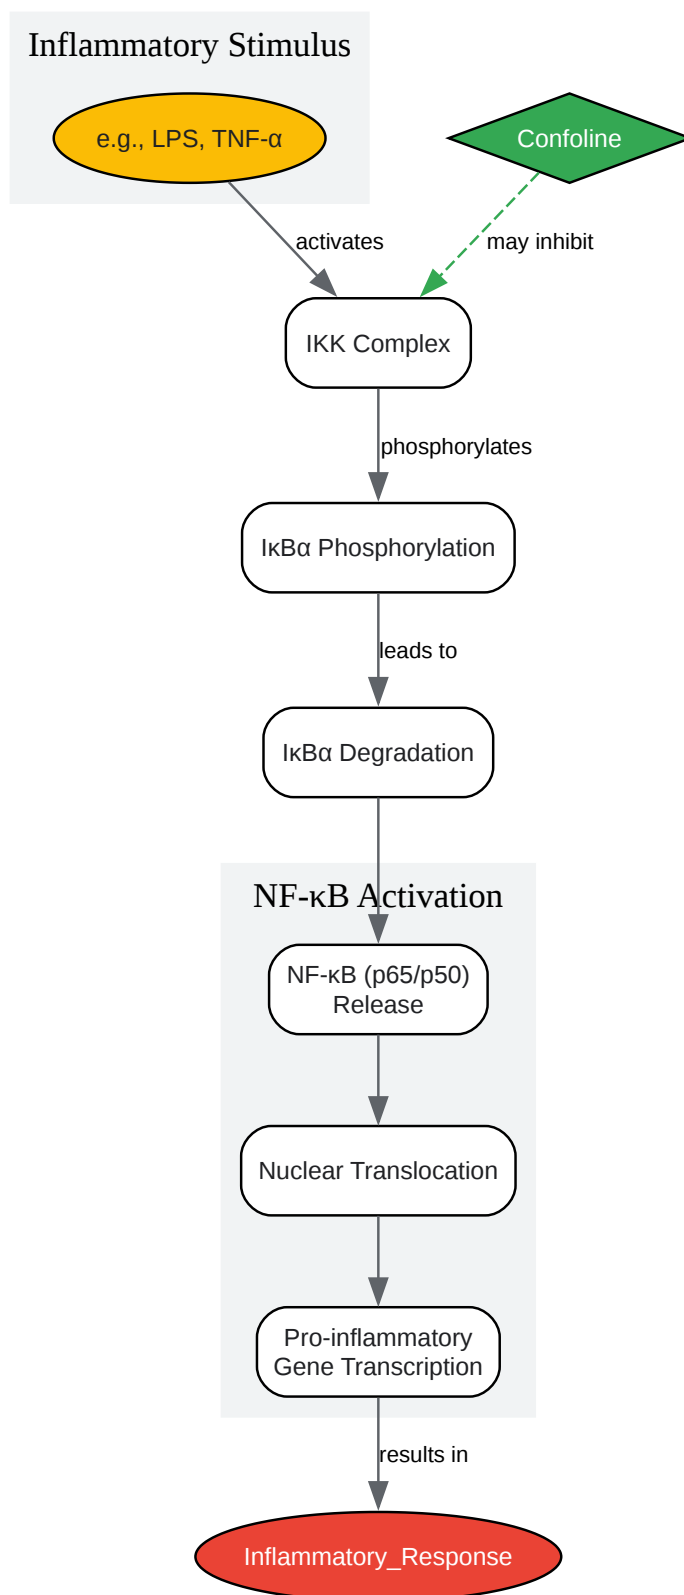 Inflammatory Stimulus
e.g., LPS, TNF-α
Confoline
activates
may inhibit
IKK Complex
phosphorylates
IκBα Phosphorylation
leads to
IκBα Degradation
NF-κB Activation
NF-κB (p65/p50)
Release
Nuclear Translocation
Pro-inflammatory
Gene Transcription
results in
Inflammatory_Response